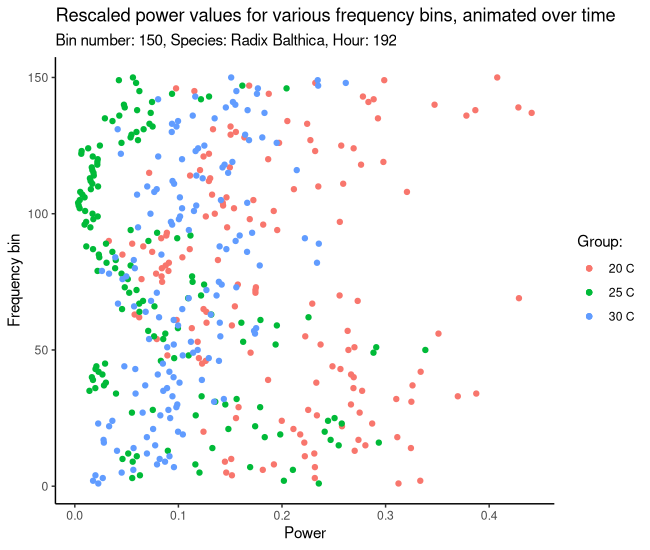 Rescaled power values for various frequency bins, animated over time
Bin number: 150, Species: Radix Balthica, Hour: 192
150
100
50
0
Frequency bin
0.0 0.1 0.2 0.3 0.4
Power
Group:
20 C
25 C
30 C